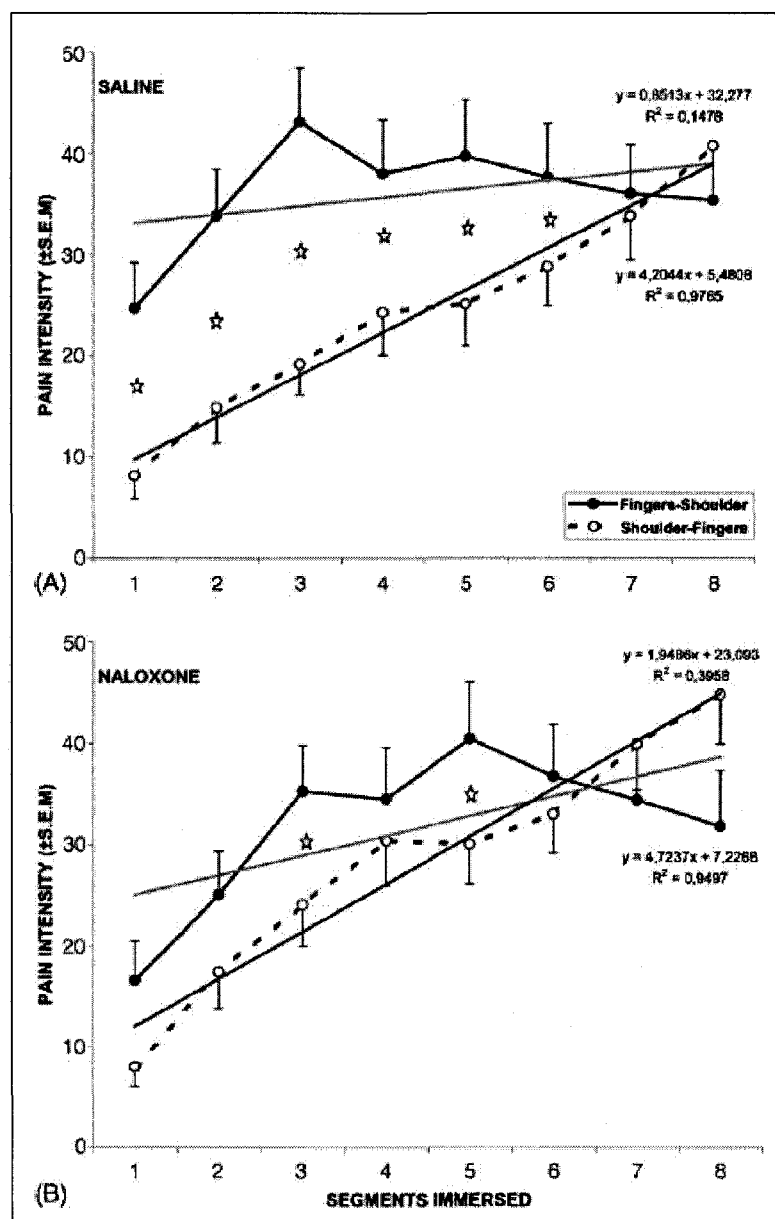 50
SALINE
y = 0,8513x + 32,277
R² = 0,1478
40
30
y = 4,2044x + 5,4808
R² = 0,9765
20
10
0
PAIN INTENSITY (±S.E.M)
Fingers-Shoulder
Shoulder-Fingers
(A)
1 2 3 4 5 6 7 8
50
NALOXONE
y = 1,9486x + 23,093
R² = 0,3958
40
30
y = 4,7237x + 7,2268
R² = 0,9497
20
10
0
PAIN INTENSITY (±S.E.M)
1 2 3 4 5 6 7 8
(B)
SEGMENTS IMMERSED